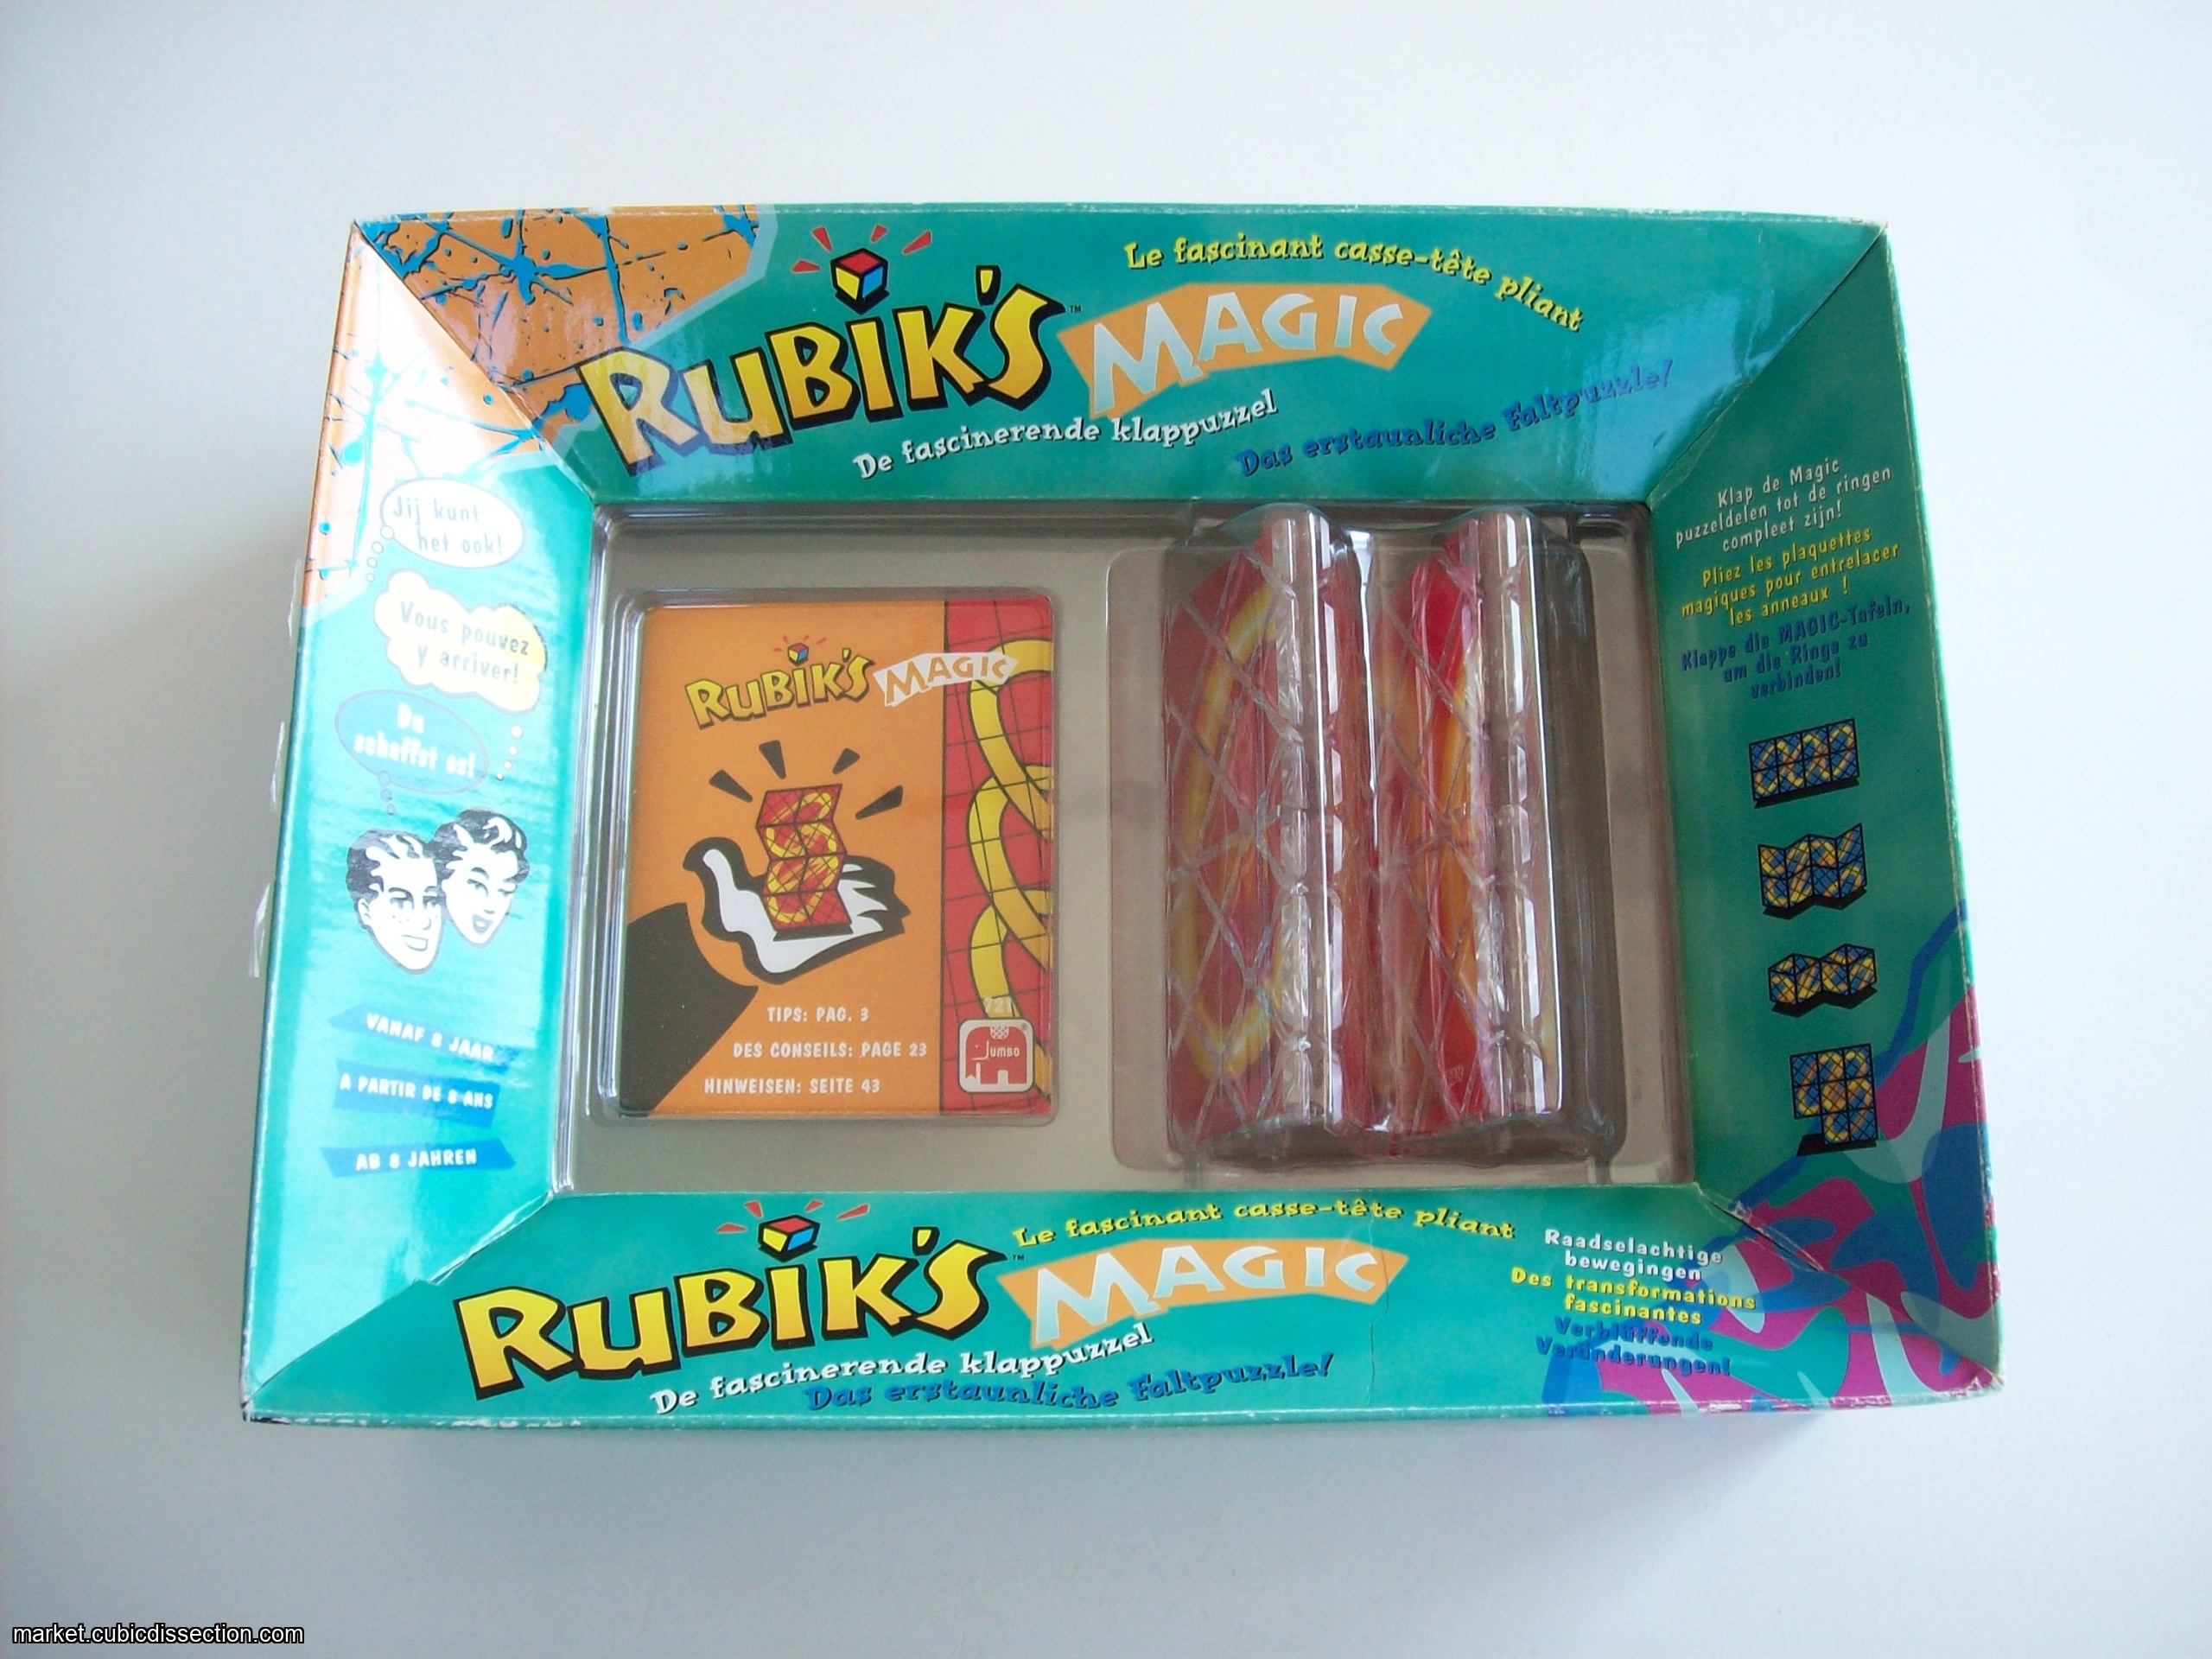 RUBIK'S™ MAGIC
Le fascinant casse-tête pliant
De fascinerende klappuzzel
Das erstaunliche Faltpuzzle!
Jij kunt
het ook!
Vous pouvez
y arriver!
Du
schaffst es!
VANAF 8 JAAR
A PARTIR DE 8 ANS
AB 8 JAHREN
RUBIK'S MAGIC
TIPS: PAG. 3
DES CONSEILS: PAGE 23
HINWEISEN: SEITE 43
JUMBO®
Klap de Magic
puzzeldelen tot de ringen
compleet zijn!
Pliez les plaquettes
magiques pour entrelacer
les anneaux !
Klappe die MAGIC-Tafeln,
um die Ringe zu
verbinden!
RUBIK'S™ MAGIC
Le fascinant casse-tête pliant
De fascinerende klappuzzel
Das erstaunliche Faltpuzzle!
Raadselachtige
bewegingen
Des transformations
fascinantes
Verblüffende
Veränderungen!
market.cubicdissection.com